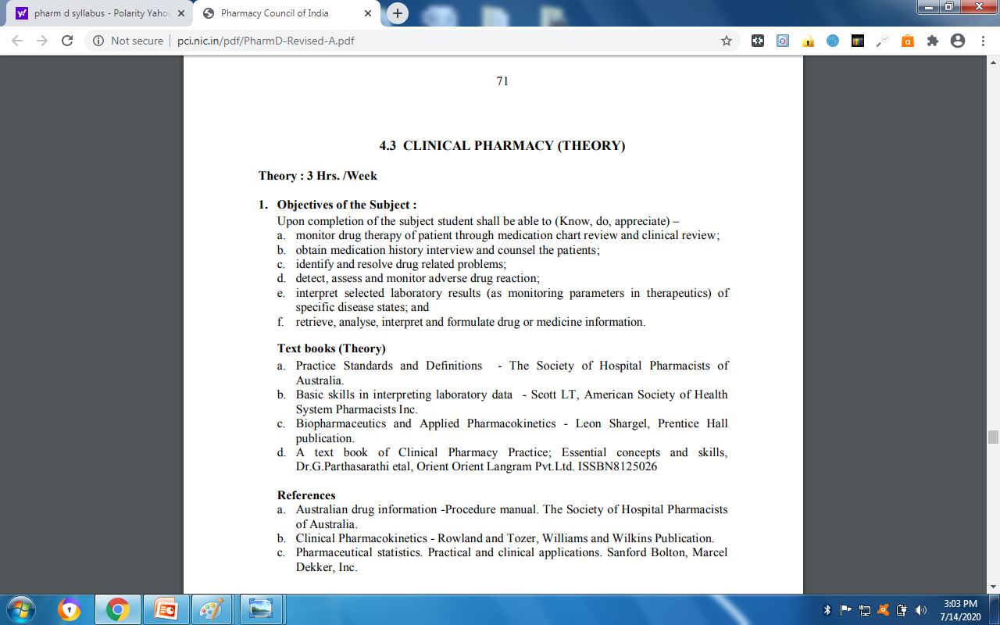 pharm d syllabus - Polarity Yahoo
Pharmacy Council of India
Not secure | pci.nic.in/pdf/PharmD-Revised-A.pdf
71
4.3 CLINICAL PHARMACY (THEORY)
Theory : 3 Hrs. /Week
1. Objectives of the Subject :
Upon completion of the subject student shall be able to (Know, do, appreciate) –
a. monitor drug therapy of patient through medication chart review and clinical review;
b. obtain medication history interview and counsel the patients;
c. identify and resolve drug related problems;
d. detect, assess and monitor adverse drug reaction;
e. interpret selected laboratory results (as monitoring parameters in therapeutics) of
specific disease states; and
f. retrieve, analyse, interpret and formulate drug or medicine information.
Text books (Theory)
a. Practice Standards and Definitions - The Society of Hospital Pharmacists of
Australia.
b. Basic skills in interpreting laboratory data - Scott LT, American Society of Health
System Pharmacists Inc.
c. Biopharmaceutics and Applied Pharmacokinetics - Leon Shargel, Prentice Hall
publication.
d. A text book of Clinical Pharmacy Practice; Essential concepts and skills,
Dr.G.Parthasarathi etal, Orient Orient Langram Pvt.Ltd. ISSBN8125026
References
a. Australian drug information -Procedure manual. The Society of Hospital Pharmacists
of Australia.
b. Clinical Pharmacokinetics - Rowland and Tozer, Williams and Wilkins Publication.
c. Pharmaceutical statistics. Practical and clinical applications. Sanford Bolton, Marcel
Dekker, Inc.
3:03 PM
7/14/2020